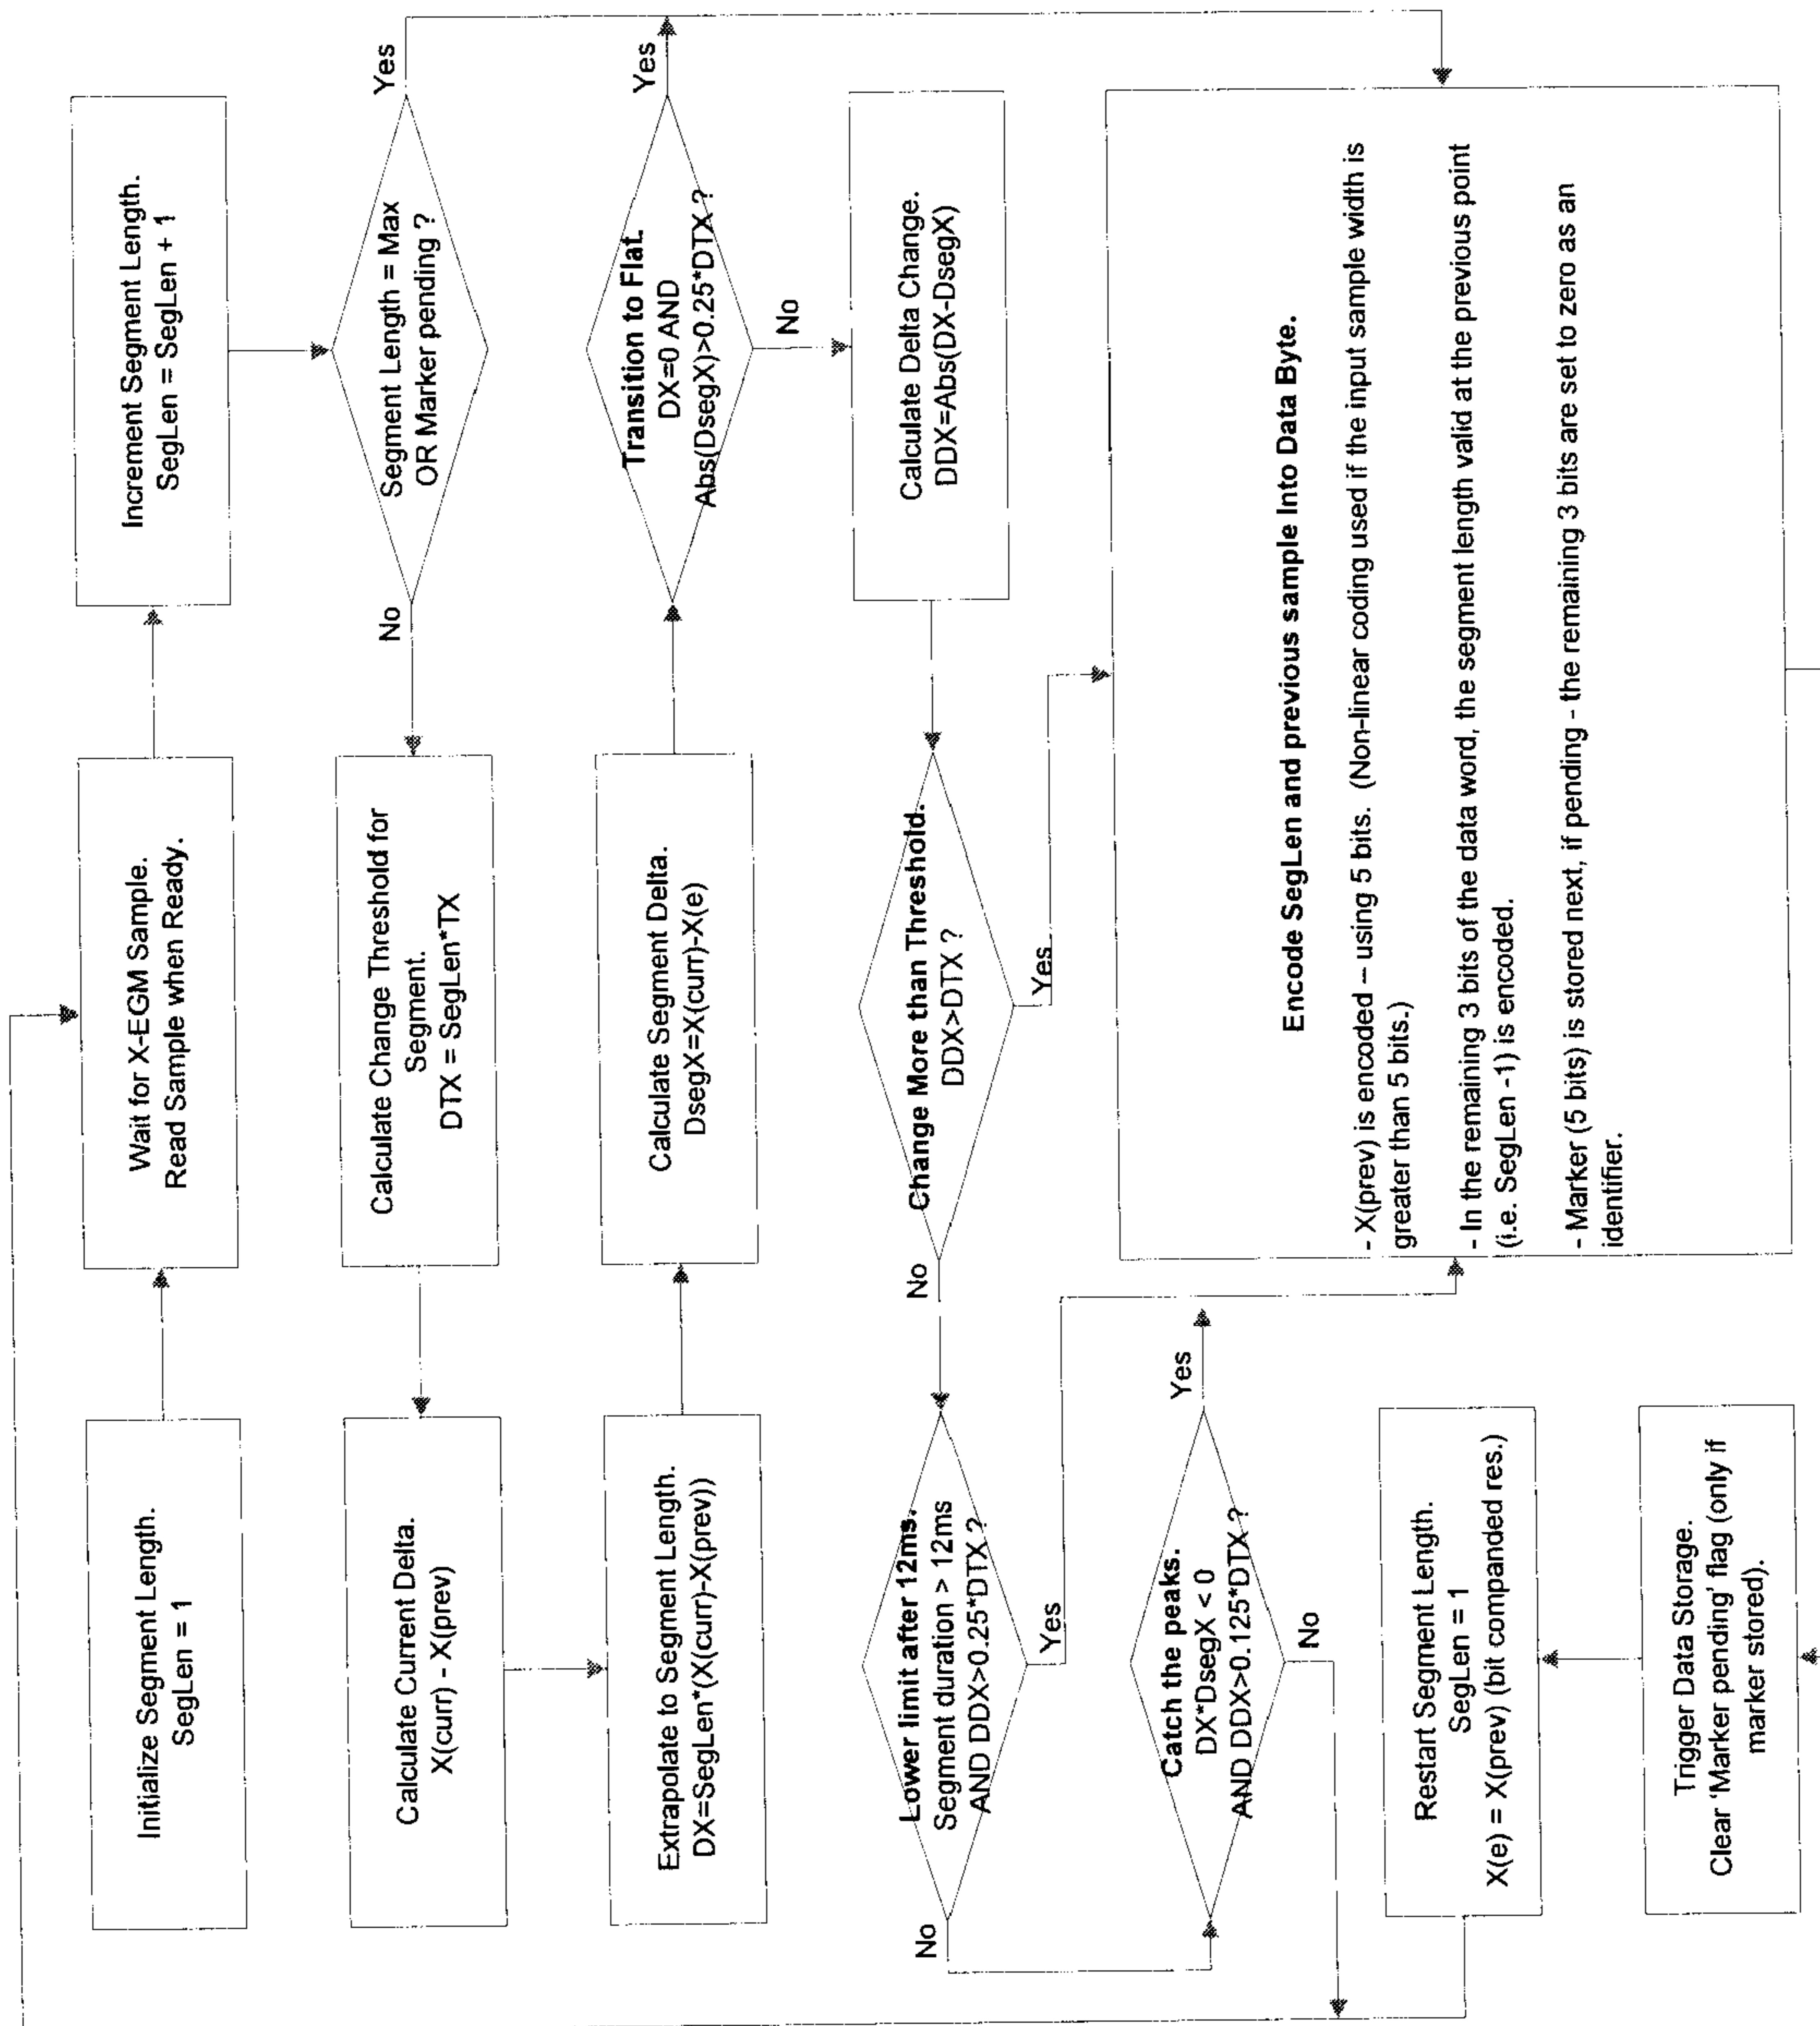 Initialize Segment Length.
SegLen = 1
Wait for X-EGM Sample.
Read Sample when Ready.
Increment Segment Length.
SegLen = SegLen + 1
Segment Length = Max
OR Marker pending ?
Yes
No
Calculate Change Threshold for
Segment.
DTX = SegLen*TX
Calculate Current Delta.
X(curr) - X(prev)
Extrapolate to Segment Length.
DX=SegLen*(X(curr)-X(prev))
Calculate Segment Delta.
DsegX=X(curr)-X(e)
Transition to Flat.
DX=0 AND
Abs(DsegX)>0.25*DTX ?
Yes
No
Calculate Delta Change.
DDX=Abs(DX-DsegX)
Change More than Threshold.
DDX>DTX ?
Yes
No
Lower limit after 12ms.
Segment duration > 12ms
AND DDX>0.25*DTX ?
Yes
No
Catch the peaks.
DX*DsegX < 0
AND DDX>0.125*DTX ?
Yes
No
Encode SegLen and previous sample Into Data Byte.
- X(prev) is encoded – using 5 bits. (Non-linear coding used if the input sample width is
greater than 5 bits.)
- In the remaining 3 bits of the data word, the segment length valid at the previous point
(i.e. SegLen -1) is encoded.
- Marker (5 bits) is stored next, if pending - the remaining 3 bits are set to zero as an
identifier.
Restart Segment Length.
SegLen = 1
X(e) = X(prev) (bit companded res.)
Trigger Data Storage.
Clear 'Marker pending' flag (only if
marker stored).